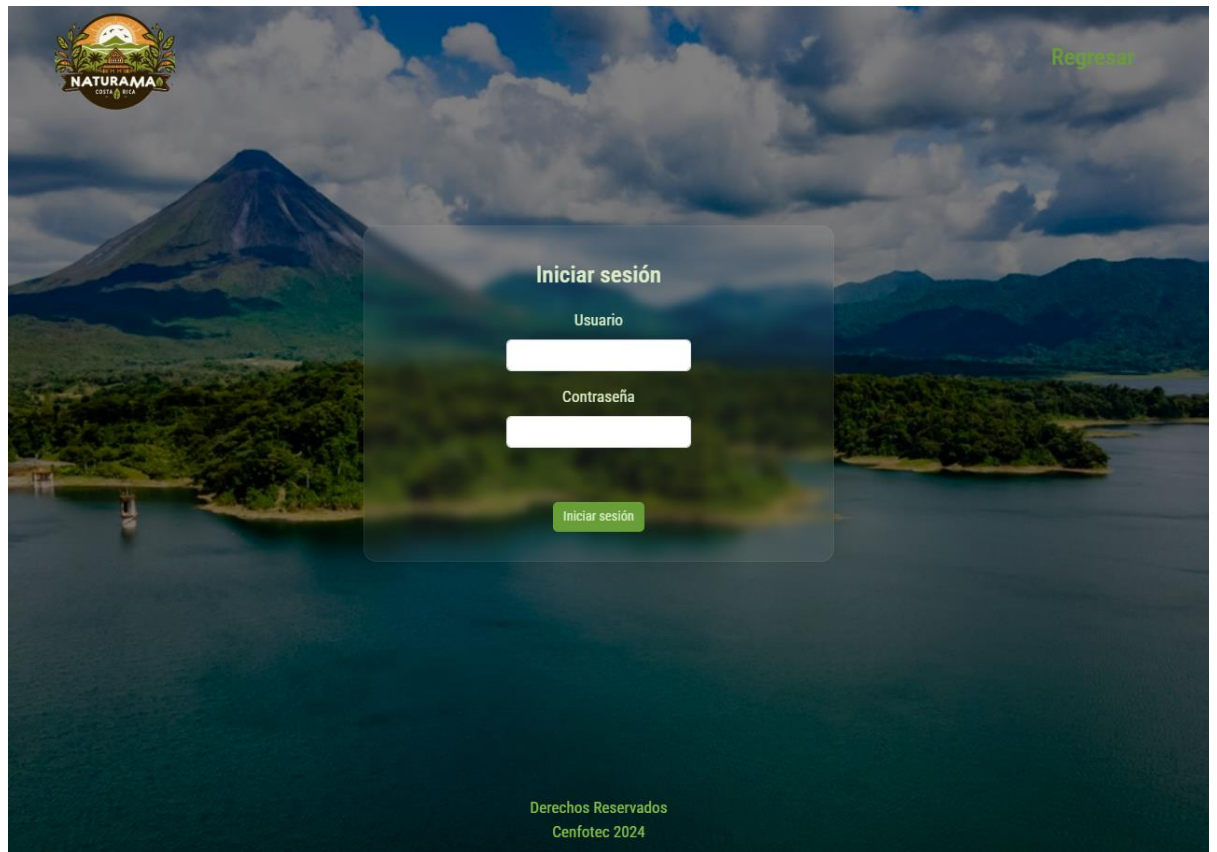 NATURAMA
COSTA RICA
Regresar
Iniciar sesión
Usuario
Contraseña
Iniciar sesión
Derechos Reservados
Cenfotec 2024